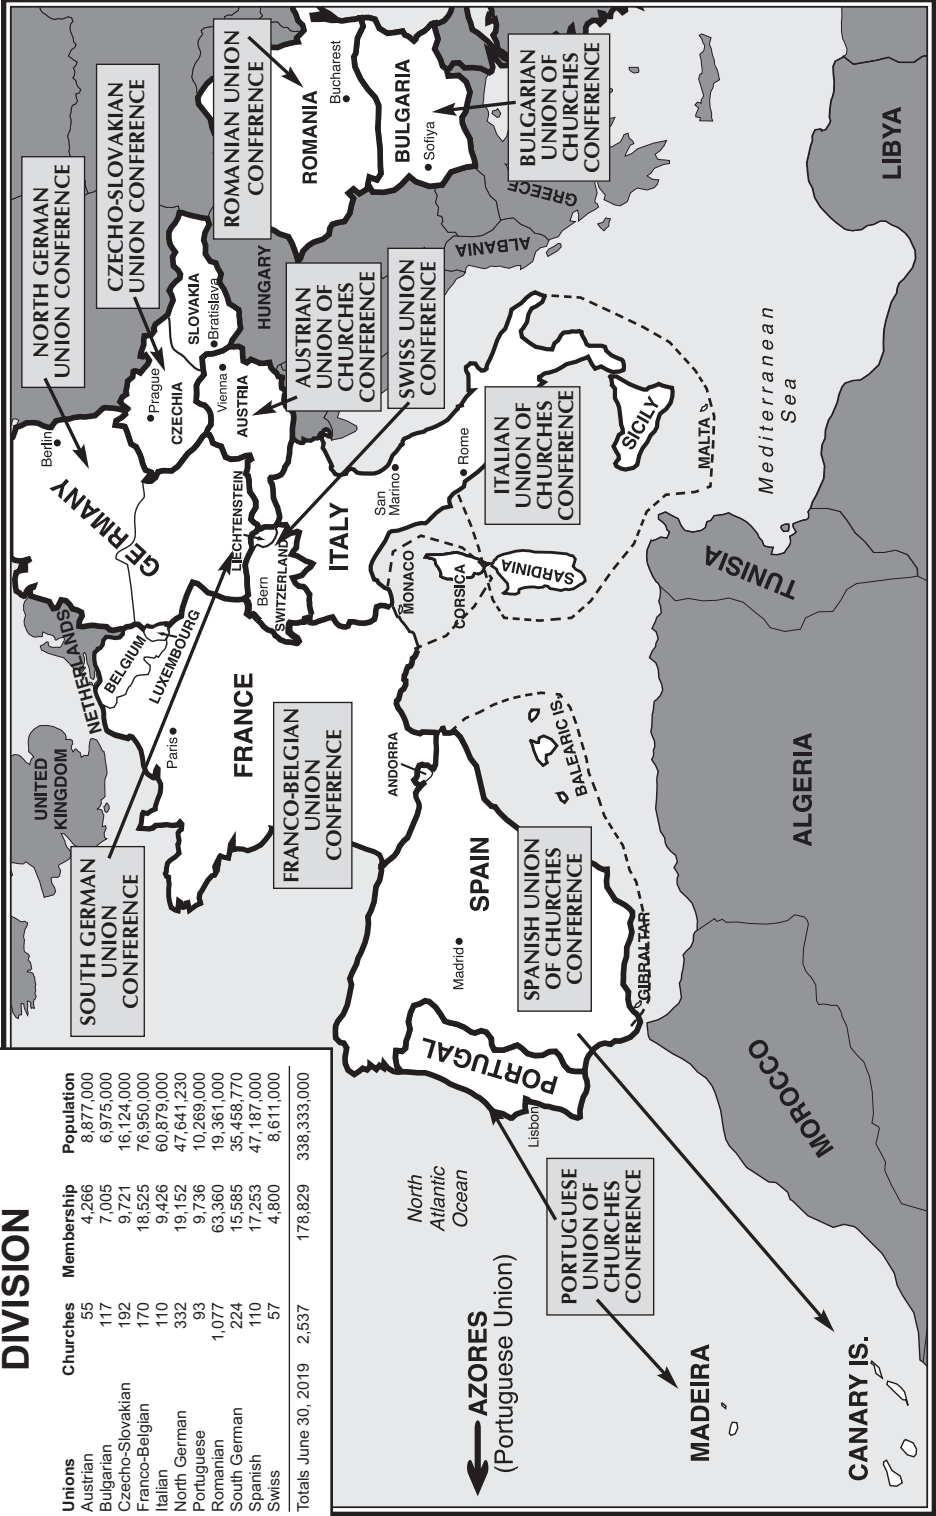 DIVISION
Unions Churches Membership Population
Austrian 55 4,266 8,877,000
Bulgarian 117 7,005 6,975,000
Czecho-Slovakian 192 9,721 16,124,000
Franco-Belgian 170 18,525 76,950,000
Italian 110 9,426 60,879,000
North German 332 19,152 47,641,230
Portuguese 93 9,736 10,269,000
Romanian 1,077 63,360 19,361,000
South German 224 15,585 35,458,770
Spanish 110 17,253 47,187,000
Swiss 57 4,800 8,611,000
Totals June 30, 2019 2,537 178,829 338,333,000
UNITED
KINGDOM
SOUTH GERMAN
UNION
CONFERENCE
NETHERLANDS
BELGIUM
LUXEMBOURG
Paris
FRANCE
FRANCO-BELGIAN
UNION
CONFERENCE
NORTH GERMAN
UNION CONFERENCE
Berlin
GERMANY
CZECHO-SLOVAKIAN
UNION CONFERENCE
Prague
CZECHIA
SLOVAKIA
Bratislava
Vienna
AUSTRIA
HUNGARY
LIECHTENSTEIN
Bern
SWITZERLAND
AUSTRIAN
UNION OF
CHURCHES
CONFERENCE
SWISS UNION
CONFERENCE
ROMANIAN UNION
CONFERENCE
ROMANIA
Bucharest
BULGARIA
Sofiya
BULGARIAN
UNION OF
CHURCHES
CONFERENCE
ALBANIA
GREECE
ITALY
San
Marino
Rome
ITALIAN
UNION OF
CHURCHES
CONFERENCE
MONACO
CORSICA
SARDINIA
SICILY
MALTA
Mediterranean
Sea
ANDORRA
SPAIN
Madrid
BALEARIC IS.
SPANISH UNION
OF CHURCHES
CONFERENCE
GIBRALTAR
PORTUGAL
Lisbon
North
Atlantic
Ocean
PORTUGUESE
UNION OF
CHURCHES
CONFERENCE
AZORES
(Portuguese Union)
MADEIRA
CANARY IS.
MOROCCO
ALGERIA
TUNISIA
LIBYA